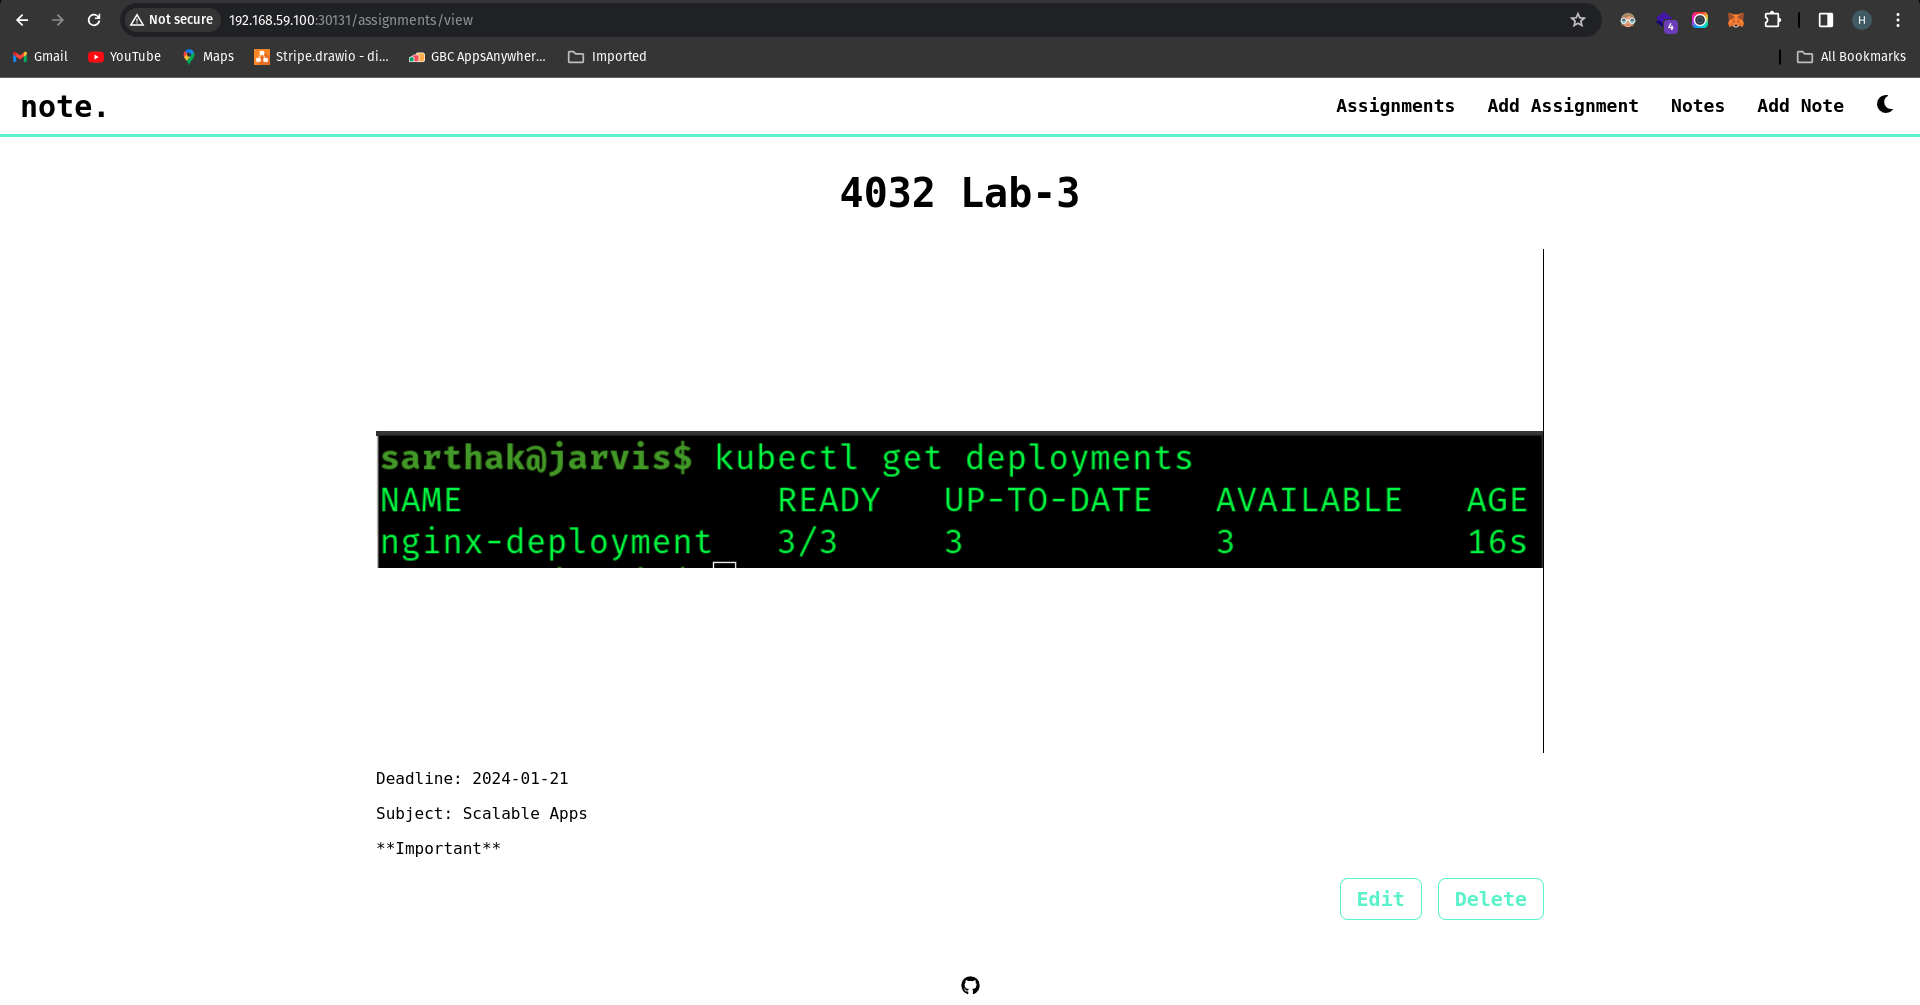 Not secure 192.168.59.100:30131/assignments/view
4 H
Gmail YouTube Maps Stripe.drawio - di... GBC AppsAnywher... Imported All Bookmarks
note. Assignments Add Assignment Notes Add Note
4032 Lab-3
sarthak@jarvis$ kubectl get deployments
NAME READY UP-TO-DATE AVAILABLE AGE
nginx-deployment 3/3 3 3 16s
Deadline: 2024-01-21
Subject: Scalable Apps
**Important**
Edit Delete